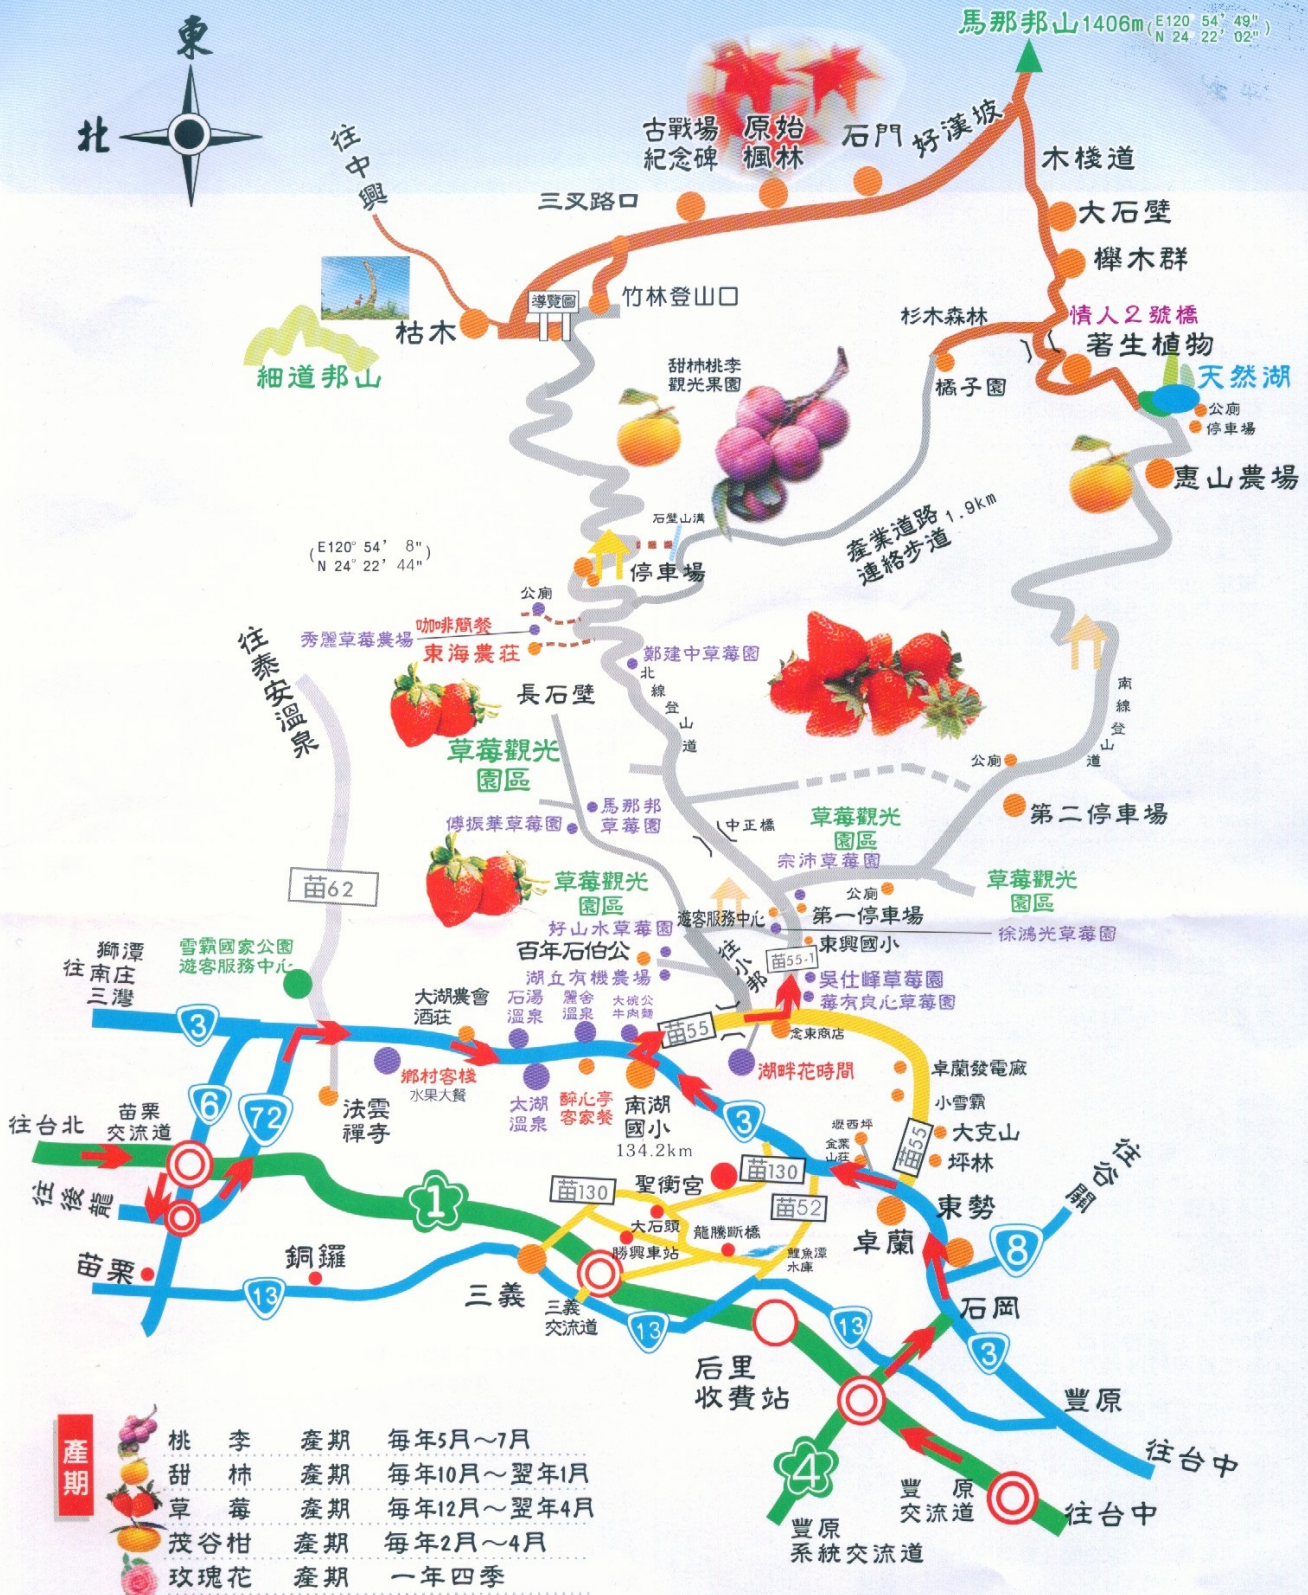 東
北
馬那邦山1406m(E120°54'49"
N 24°22'02")
往中興
古戰場
紀念碑
原始
楓林
石門
好漢坡
木棧道
三叉路口
大石壁
櫸木群
導覽圖
竹林登山口
枯木
細道邦山
杉木森林
情人2號橋
著生植物
天然湖
甜柿桃李
觀光果園
橘子園
公廁
停車場
惠山農場
石壁山溝
產業道路
連絡步道
1.9km
(E120°54' 8")
N 24°22' 44"
停車場
公廁
咖啡簡餐
秀麗草莓農場
東海農莊
往泰安溫泉
鄭建中草莓園
北線登山道
南線登山道
長石壁
草莓觀光
園區
公廁
第二停車場
馬那邦
草莓園
傅振華草莓園
中正橋
草莓觀光
園區
宗沛草莓園
苗62
草莓觀光
園區
公廁
草莓觀光
園區
遊客服務中心
第一停車場
好山水草莓園
徐鴻光草莓園
百年石伯公
東興國小
往小邦
苗55-1
獅潭
往南庄
三灣
雪霸國家公園
遊客服務中心
湖丘有機農場
吳仕峰草莓園
莓有良心草莓園
大湖農會
酒莊
石湯
溫泉
麗舍
溫泉
大碗公
牛肉麵
3
苗55
念東商店
鄉村客棧
水果大餐
太湖
溫泉
醉心亭
客家餐
南湖
國小
134.2km
湖畔花時間
卓蘭發電廠
小雪霸
法雲
禪寺
6
72
3
苗55
大克山
坪林
壢西坪
金葉
山莊
往台北
苗栗
交流道
往後龍
1
苗130
聖衡宮
苗130
苗52
東勢
往谷關
大石頭
勝興車站
龍騰斷橋
鯉魚潭
水庫
卓蘭
8
苗栗
銅鑼
13
三義
三義
交流道
13
13
石岡
3
后里
收費站
豐原
往台中
4
豐原
交流道
往台中
豐原
系統交流道
產期
桃李 產期 每年5月～7月
甜柿 產期 每年10月～翌年1月
草莓 產期 每年12月～翌年4月
茂谷柑 產期 每年2月～4月
玫瑰花 產期 一年四季